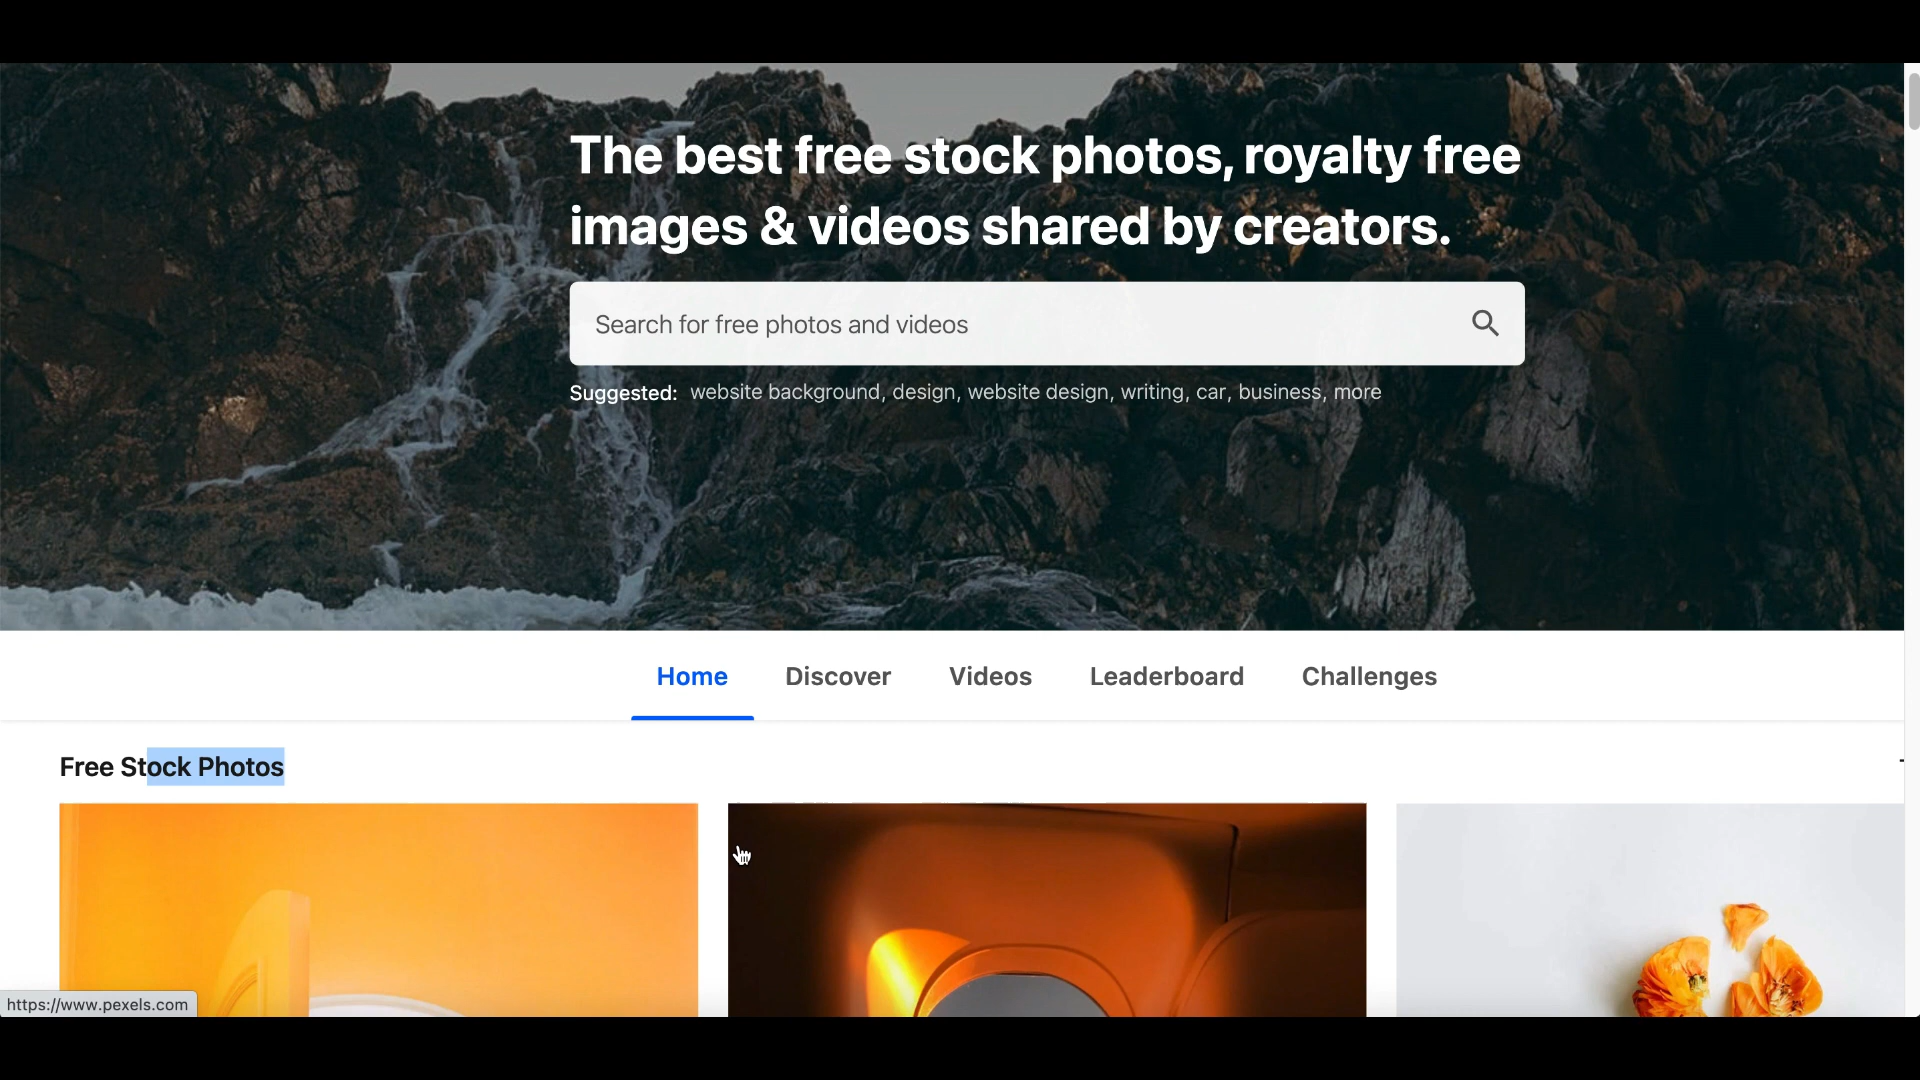 The best free stock photos, royalty free
images & videos shared by creators.
Search for free photos and videos
Suggested: website background, design, website design, writing, car, business, more
Home Discover Videos Leaderboard Challenges
Free Stock Photos
https://www.pexels.com